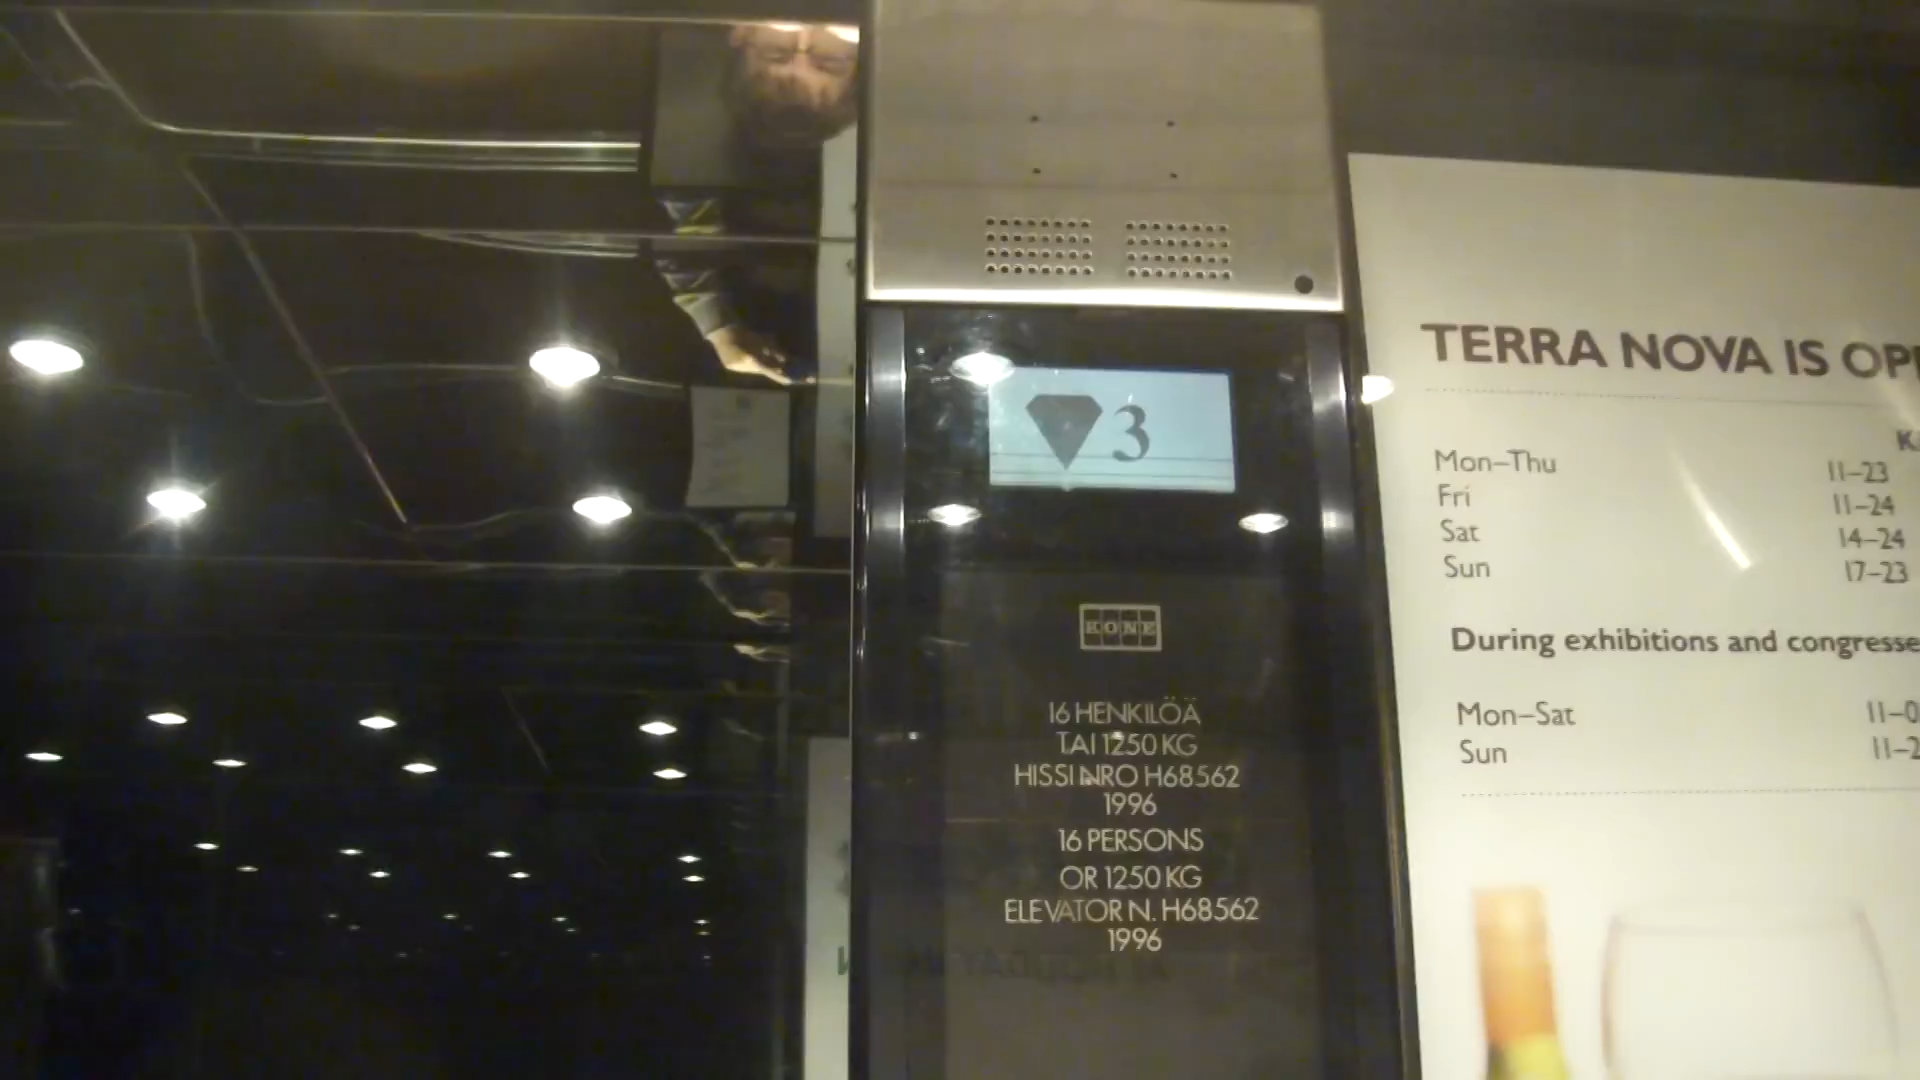 3
KONE
16 HENKILÖÄ
TAI 1250 KG
HISSI NRO H68562
1996
16 PERSONS
OR 1250 KG
ELEVATOR N. H68562
1996
TERRA NOVA IS
Mon–Thu 11–23
Fri 11–24
Sat 14–24
Sun 17–23
During exhibitions and
Mon–Sat
Sun